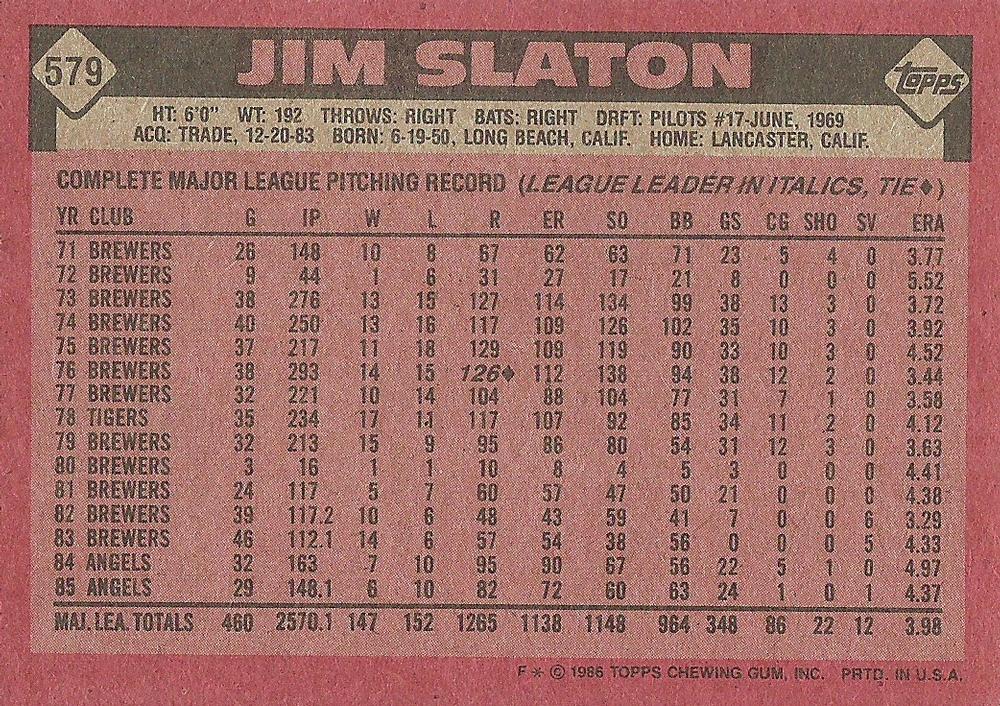 579 JIM SLATON TOPPS
HT: 6'0" WT: 192 THROWS: RIGHT BATS: RIGHT DRFT: PILOTS #17-JUNE, 1969
ACQ: TRADE, 12-20-83 BORN: 6-19-50, LONG BEACH, CALIF. HOME: LANCASTER, CALIF.
COMPLETE MAJOR LEAGUE PITCHING RECORD (LEAGUE LEADER IN ITALICS, TIE♦)
YR CLUB G IP W L R ER SO BB GS CG SHO SV ERA
71 BREWERS 26 148 10 8 67 62 63 71 23 5 4 0 3.77
72 BREWERS 9 44 1 6 31 27 17 21 8 0 0 0 5.52
73 BREWERS 38 276 13 15 127 114 134 99 38 13 3 0 3.72
74 BREWERS 40 250 13 16 117 109 126 102 35 10 3 0 3.92
75 BREWERS 37 217 11 18 129 109 119 90 33 10 3 0 4.52
76 BREWERS 38 293 14 15 126♦ 112 138 94 38 12 2 0 3.44
77 BREWERS 32 221 10 14 104 88 104 77 31 7 1 0 3.58
78 TIGERS 35 234 17 11 117 107 92 85 34 11 2 0 4.12
79 BREWERS 32 213 15 9 95 86 80 54 31 12 3 0 3.63
80 BREWERS 3 16 1 1 10 8 4 5 3 0 0 0 4.41
81 BREWERS 24 117 5 7 60 57 47 50 21 0 0 0 4.38
82 BREWERS 39 117.2 10 6 48 43 59 41 7 0 0 6 3.29
83 BREWERS 46 112.1 14 6 57 54 38 56 0 0 0 5 4.33
84 ANGELS 32 163 7 10 95 90 67 56 22 5 1 0 4.97
85 ANGELS 29 148.1 6 10 82 72 60 63 24 1 0 1 4.37
MAJ. LEA. TOTALS 460 2570.1 147 152 1265 1138 1148 964 348 86 22 12 3.98
F * © 1986 TOPPS CHEWING GUM, INC. PRTD. IN U.S.A.